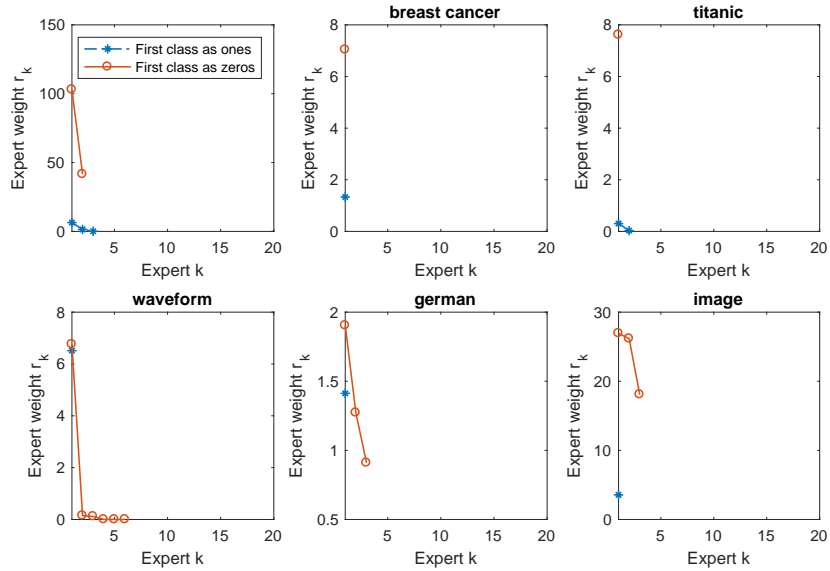 150
100
50
0
Expert weight r_k
First class as ones
First class as zeros
5 10 15 20
Expert k
breast cancer
8
6
4
2
0
Expert weight r_k
5 10 15 20
Expert k
titanic
8
6
4
2
0
Expert weight r_k
5 10 15 20
Expert k
waveform
8
6
4
2
0
Expert weight r_k
5 10 15 20
Expert k
german
2
1.5
1
0.5
Expert weight r_k
5 10 15 20
Expert k
image
30
20
10
0
Expert weight r_k
5 10 15 20
Expert k